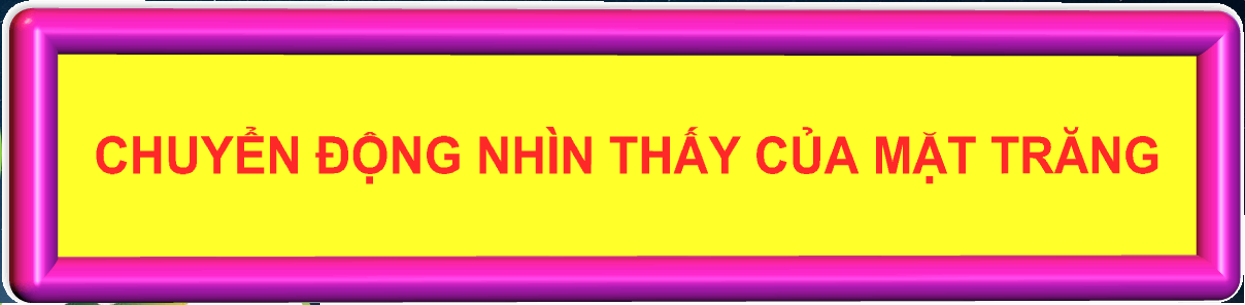 CHUYỂN ĐỘNG NHÌN THẤY CỦA MẶT TRĂNG